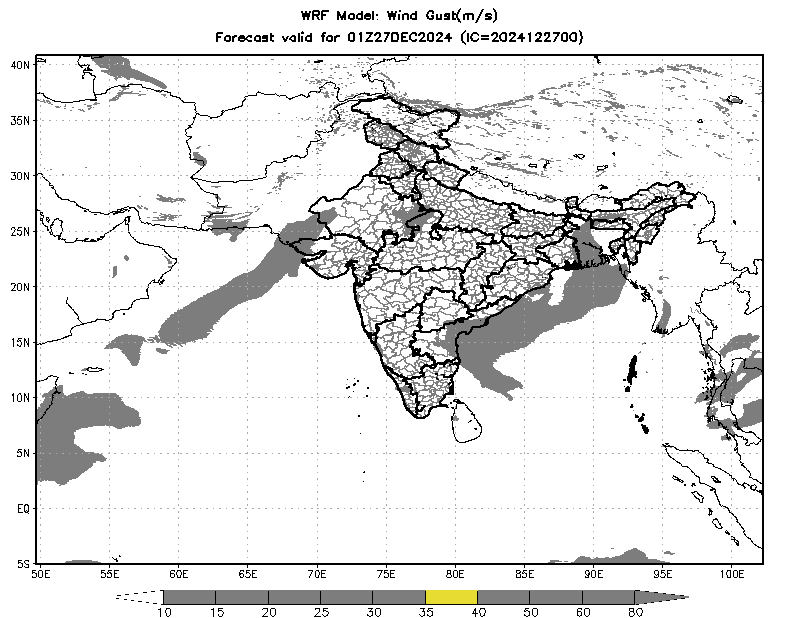 WRF Model: Wind Gust(m/s)
Forecast valid for 01Z27DEC2024 (IC=2024122700)
40N
35N
30N
25N
20N
15N
10N
5N
EQ
5S
50E 55E 60E 65E 70E 75E 80E 85E 90E 95E 100E
10 15 20 25 30 35 40 50 60 80